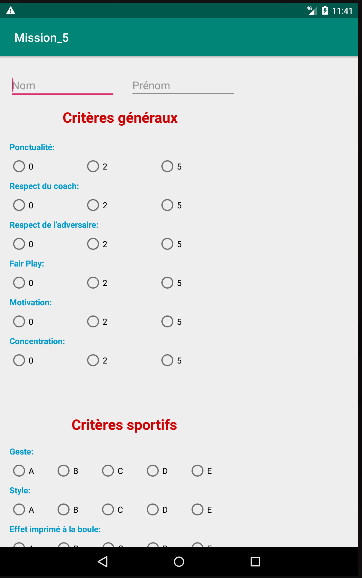 11:41
Mission_5
Nom Prénom
Critères généraux
Ponctualité:
0 2 5
Respect du coach:
0 2 5
Respect de l'adversaire:
0 2 5
Fair Play:
0 2 5
Motivation:
0 2 5
Concentration:
0 2 5
Critères sportifs
Geste:
A B C D E
Style:
A B C D E
Effet imprimé à la boule: